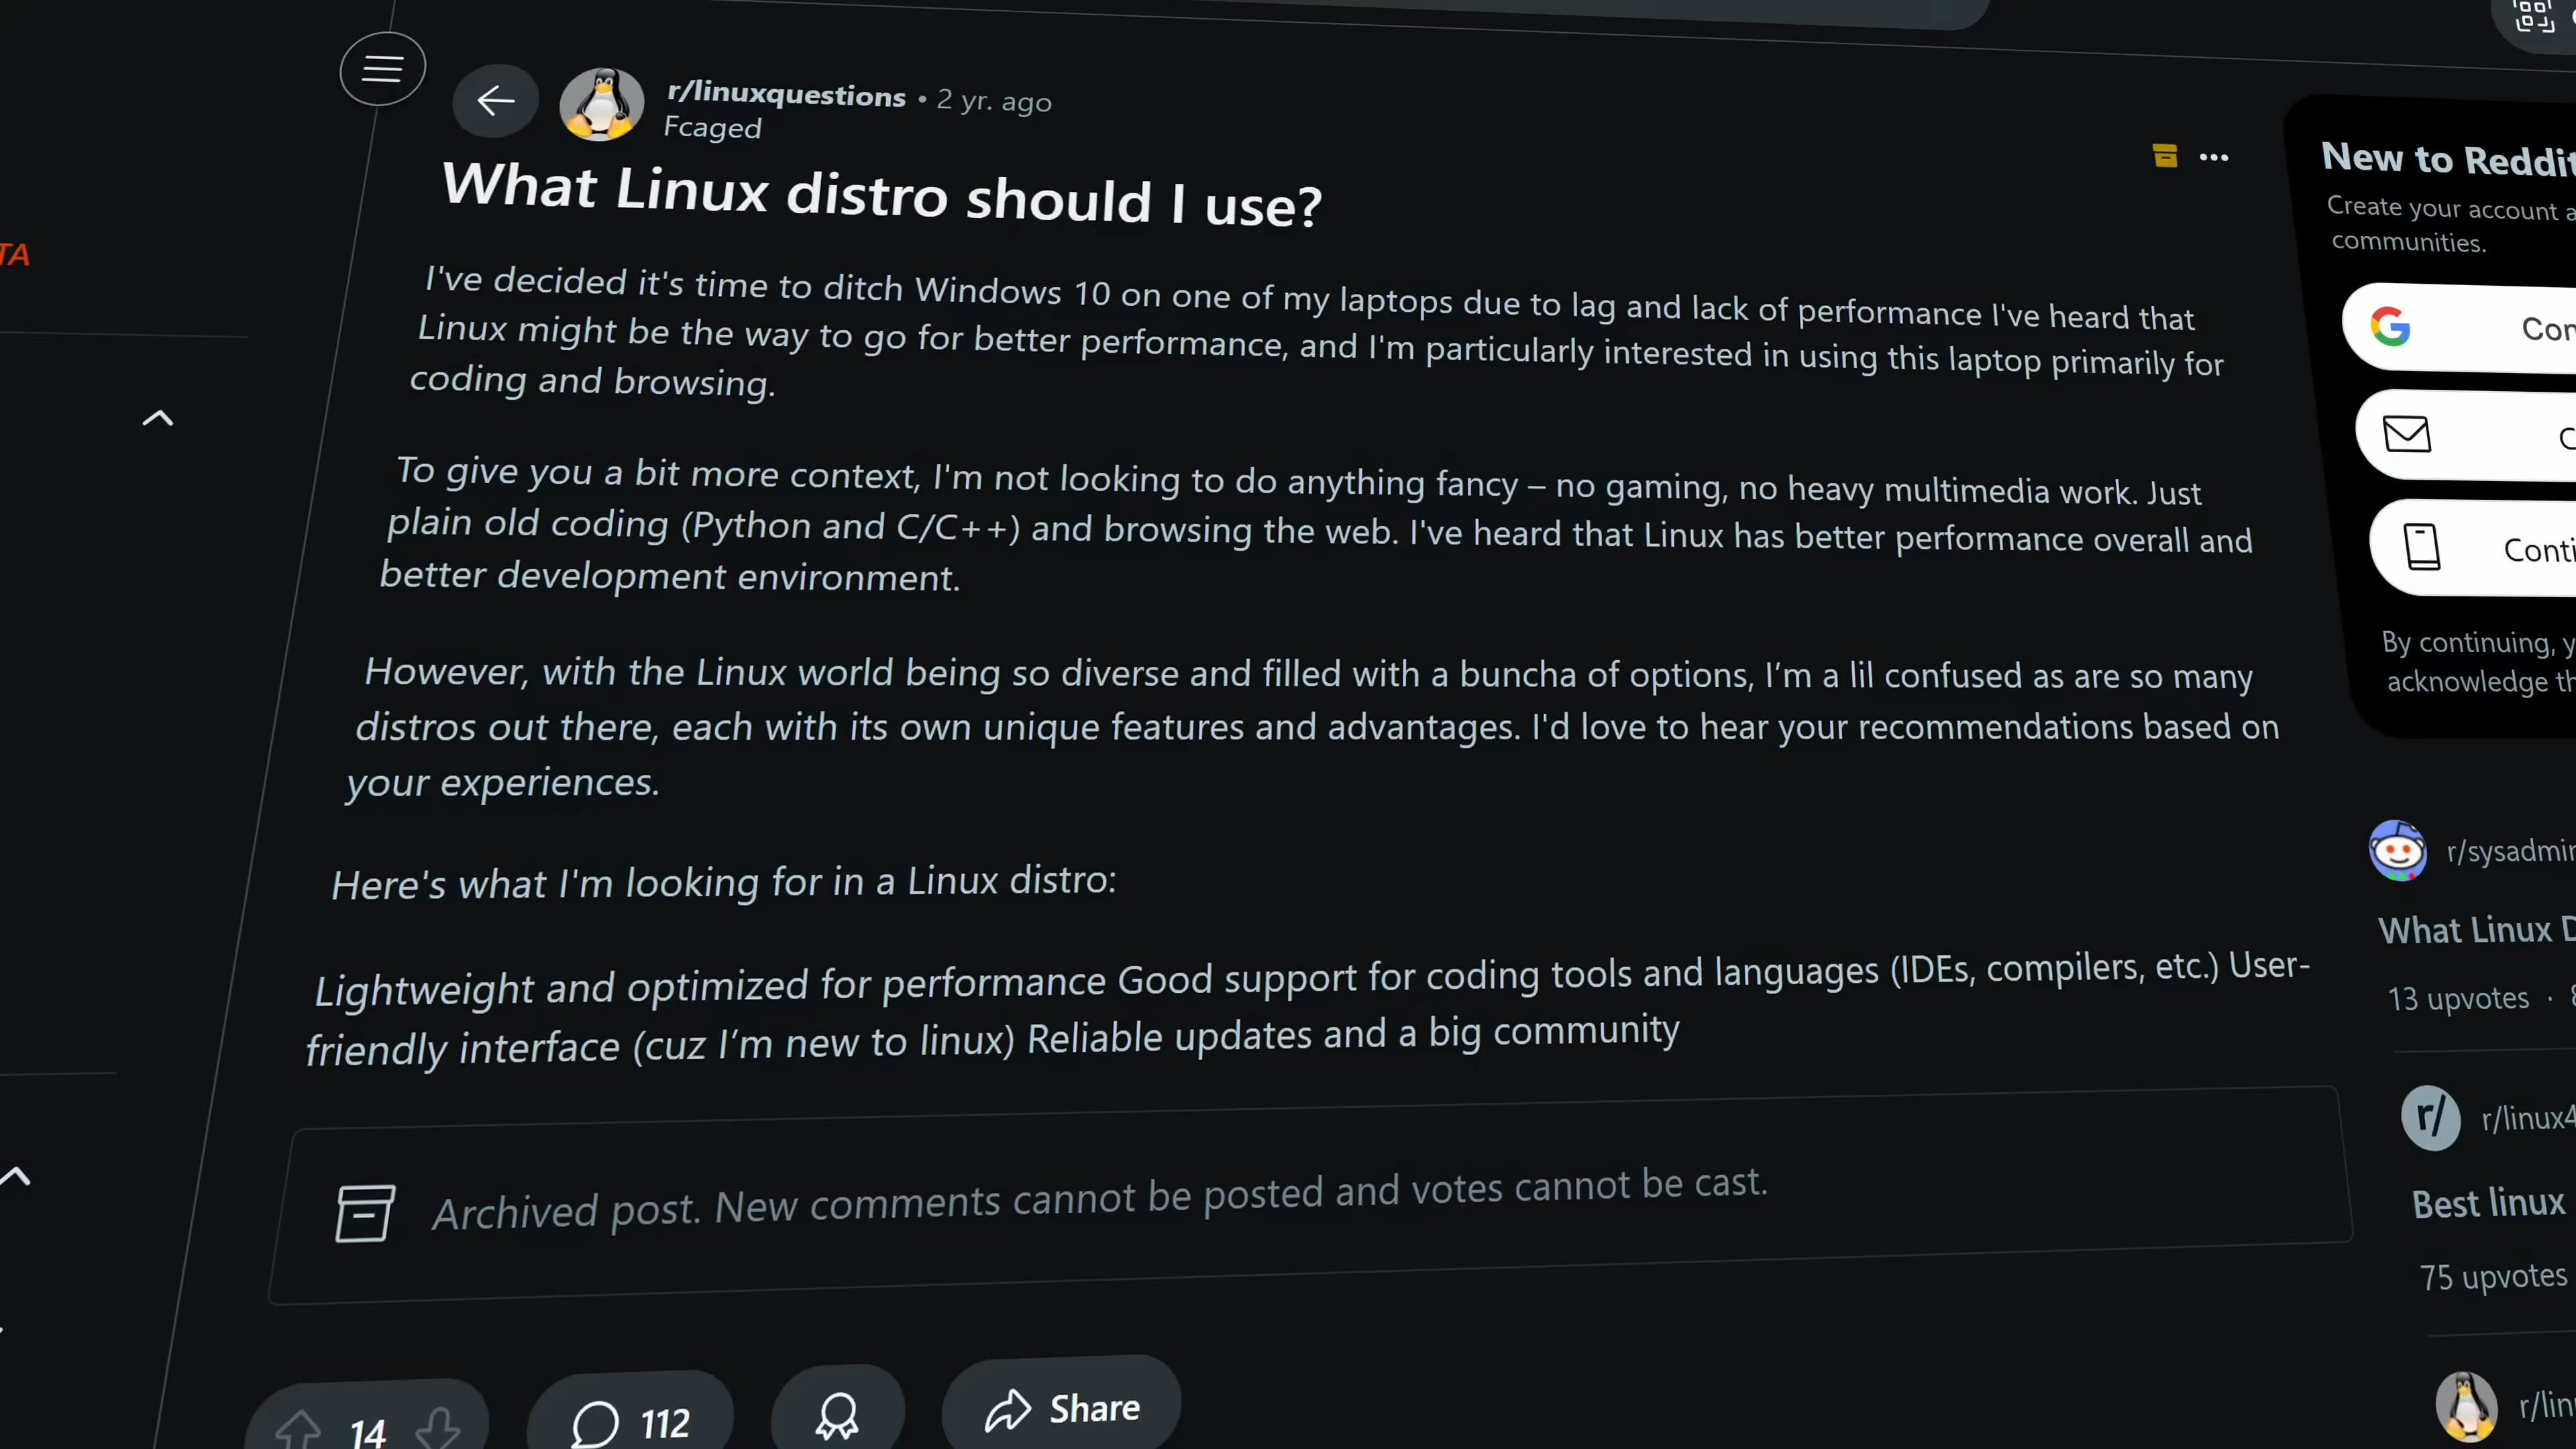 r/linuxquestions • 2 yr. ago
Fcaged
What Linux distro should I use?
I've decided it's time to ditch Windows 10 on one of my laptops due to lag and lack of performance I've heard that
Linux might be the way to go for better performance, and I'm particularly interested in using this laptop primarily for
coding and browsing.
To give you a bit more context, I'm not looking to do anything fancy – no gaming, no heavy multimedia work. Just
plain old coding (Python and C/C++) and browsing the web. I've heard that Linux has better performance overall and
better development environment.
However, with the Linux world being so diverse and filled with a buncha of options, I’m a lil confused as are so many
distros out there, each with its own unique features and advantages. I'd love to hear your recommendations based on
your experiences.
Here's what I'm looking for in a Linux distro:
Lightweight and optimized for performance Good support for coding tools and languages (IDEs, compilers, etc.) User-
friendly interface (cuz I’m new to linux) Reliable updates and a big community
Archived post. New comments cannot be posted and votes cannot be cast.
14
112
Share
TA
New to Reddit
Create your account a
communities.
Con
C
Conti
By continuing, y
acknowledge th
r/sysadmin
What Linux D
13 upvotes ·
r/
r/linux4
Best linux
75 upvotes
r/lin